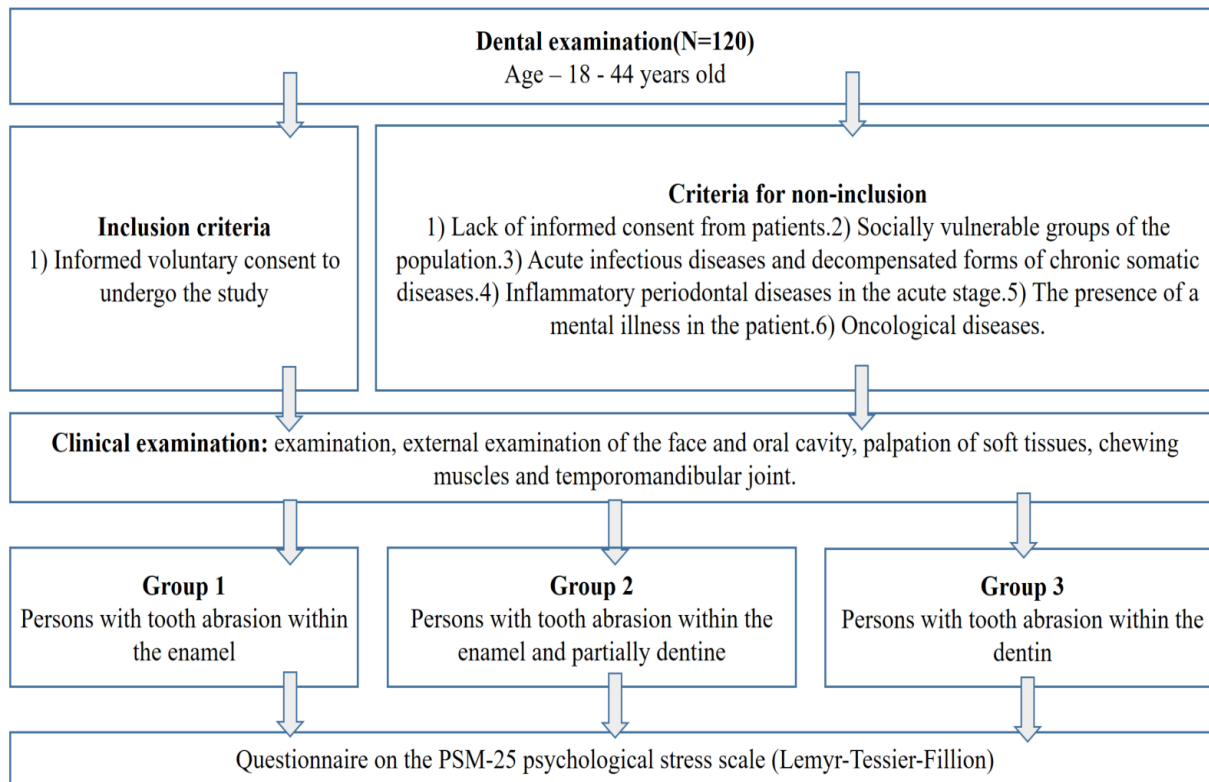 Dental examination(N=120)
Age – 18 - 44 years old
Inclusion criteria
1) Informed voluntary consent to
undergo the study
Criteria for non-inclusion
1) Lack of informed consent from patients.2) Socially vulnerable groups of the
population.3) Acute infectious diseases and decompensated forms of chronic somatic
diseases.4) Inflammatory periodontal diseases in the acute stage.5) The presence of a
mental illness in the patient.6) Oncological diseases.
Clinical examination: examination, external examination of the face and oral cavity, palpation of soft tissues, chewing
muscles and temporomandibular joint.
Group 1
Persons with tooth abrasion within
the enamel
Group 2
Persons with tooth abrasion within the
enamel and partially dentine
Group 3
Persons with tooth abrasion within the
dentin
Questionnaire on the PSM-25 psychological stress scale (Lemyr-Tessier-Fillion)